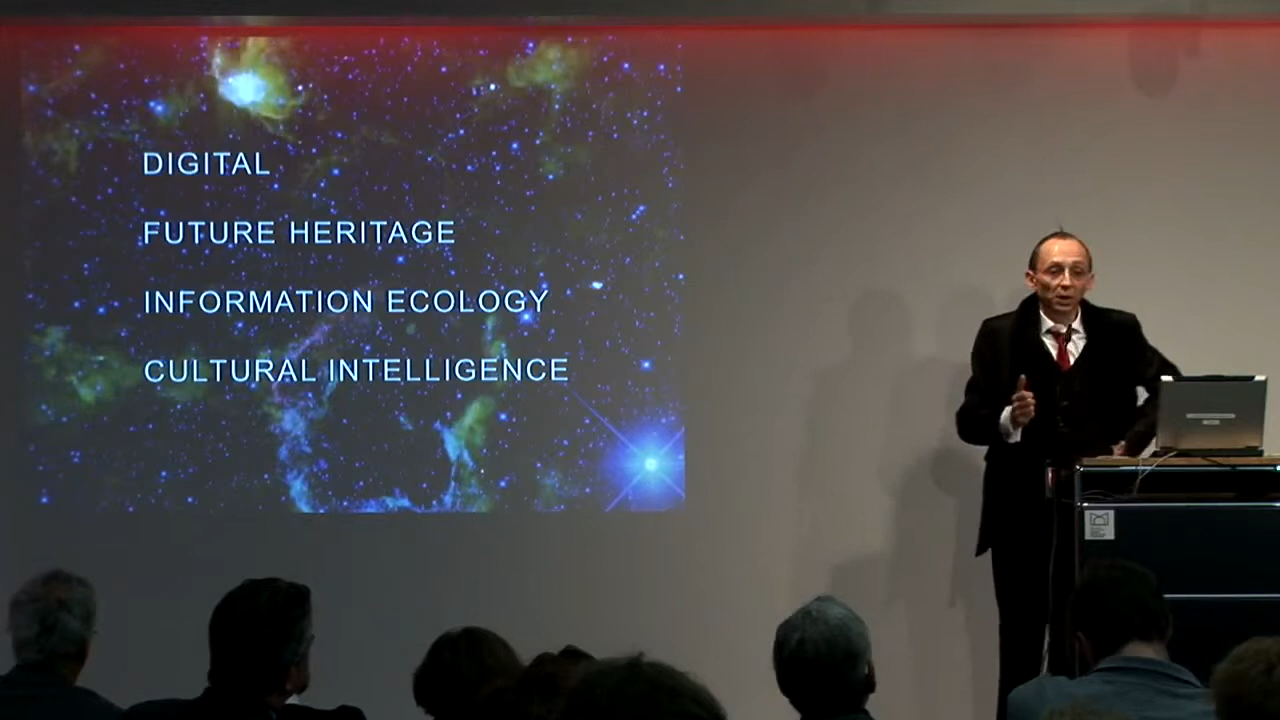 DIGITAL
FUTURE HERITAGE
INFORMATION ECOLOGY
CULTURAL INTELLIGENCE